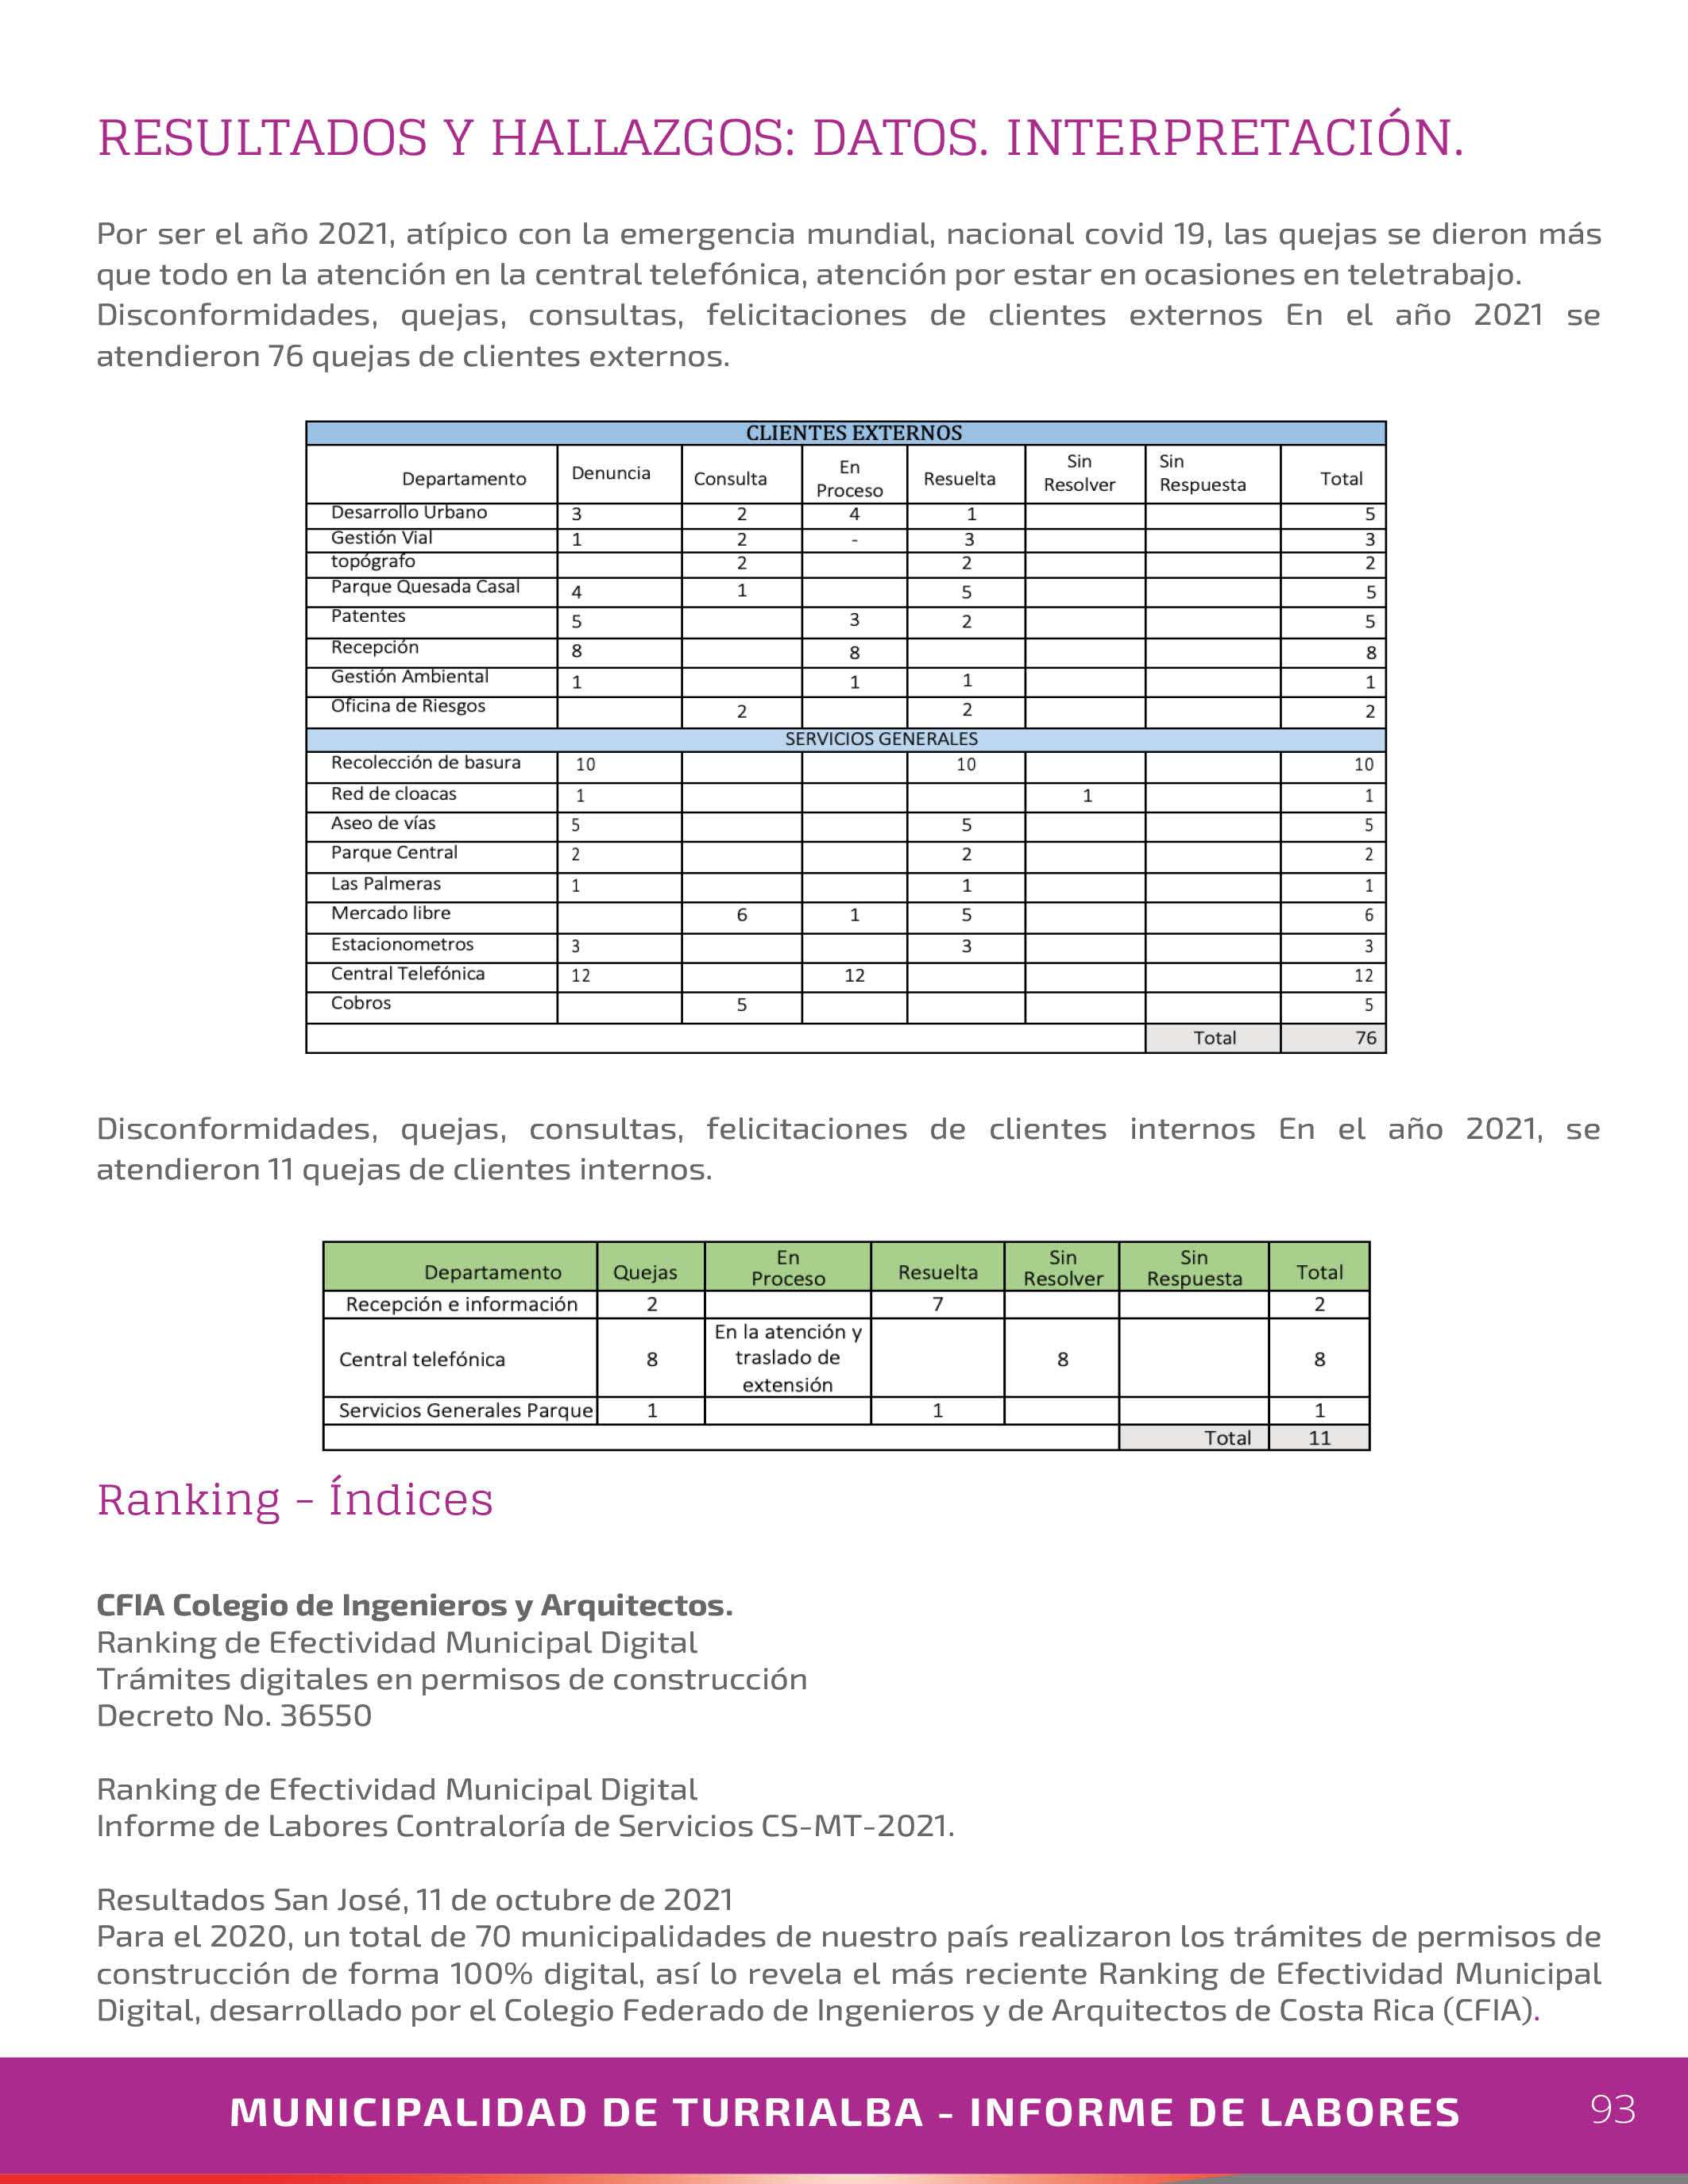 RESULTADOS Y HALLAZGOS: DATOS. INTERPRETACIÓN.
Por ser el año 2021, atípico con la emergencia mundial, nacional covid 19, las quejas se dieron más
que todo en la atención en la central telefónica, atención por estar en ocasiones en teletrabajo.
Disconformidades, quejas, consultas, felicitaciones de clientes externos En el año 2021 se
atendieron 76 quejas de clientes externos.
CLIENTES EXTERNOS
Departamento Denuncia Consulta En Proceso Resuelta Sin Resolver Sin Respuesta Total
Desarrollo Urbano 3 2 4 1 5
Gestión Vial 1 2 - 3 3
topógrafo 2 2 2
Parque Quesada Casal 4 1 5 5
Patentes 5 3 2 5
Recepción 8 8 8
Gestión Ambiental 1 1 1 1
Oficina de Riesgos 2 2 2
SERVICIOS GENERALES
Recolección de basura 10 10 10
Red de cloacas 1 1 1
Aseo de vías 5 5 5
Parque Central 2 2 2
Las Palmeras 1 1 1
Mercado libre 6 1 5 6
Estacionometros 3 3 3
Central Telefónica 12 12 12
Cobros 5 5
Total 76
Disconformidades, quejas, consultas, felicitaciones de clientes internos En el año 2021, se
atendieron 11 quejas de clientes internos.
Departamento Quejas En Proceso Resuelta Sin Resolver Sin Respuesta Total
Recepción e información 2 7 2
Central telefónica 8 En la atención y traslado de extensión 8 8
Servicios Generales Parque 1 1 1
Total 11
Ranking - Índices
CFIA Colegio de Ingenieros y Arquitectos.
Ranking de Efectividad Municipal Digital
Trámites digitales en permisos de construcción
Decreto No. 36550
Ranking de Efectividad Municipal Digital
Informe de Labores Contraloría de Servicios CS-MT-2021.
Resultados San José, 11 de octubre de 2021
Para el 2020, un total de 70 municipalidades de nuestro país realizaron los trámites de permisos de
construcción de forma 100% digital, así lo revela el más reciente Ranking de Efectividad Municipal
Digital, desarrollado por el Colegio Federado de Ingenieros y de Arquitectos de Costa Rica (CFIA).
MUNICIPALIDAD DE TURRIALBA - INFORME DE LABORES 93